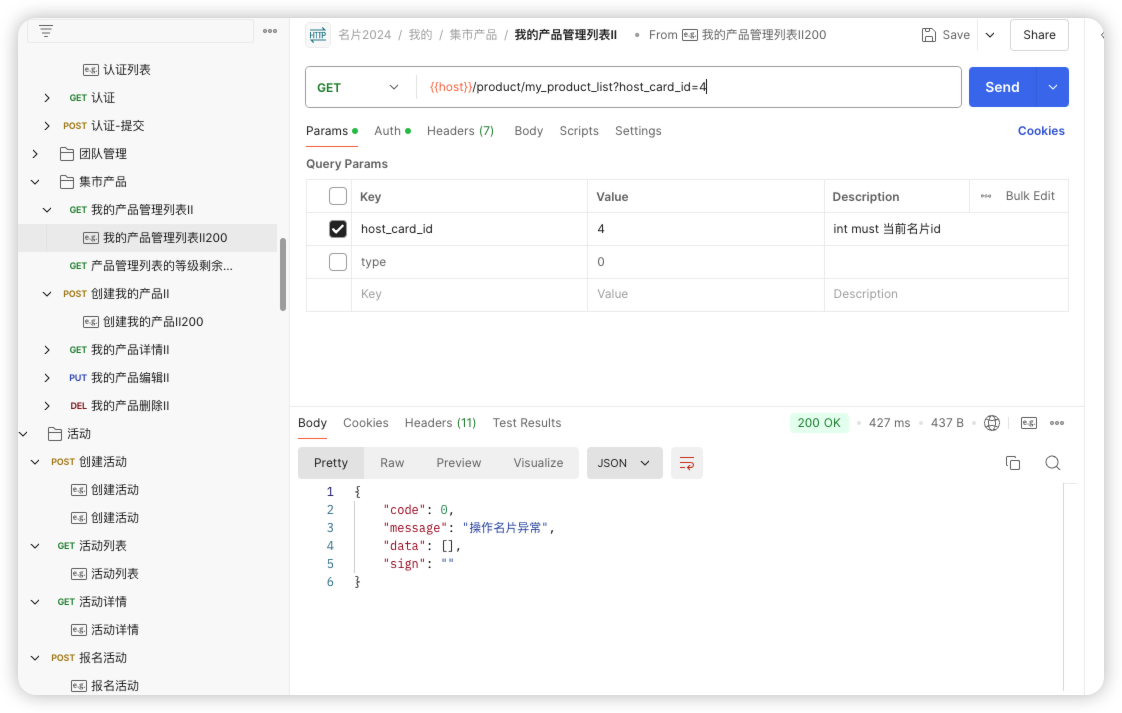 认证列表
GET 认证
POST 认证-提交
团队管理
集市产品
GET 我的产品管理列表II
e.g. 我的产品管理列表II200
GET 产品管理列表的等级剩余...
POST 创建我的产品II
e.g. 创建我的产品II200
GET 我的产品详情II
PUT 我的产品编辑II
DEL 我的产品删除II
活动
POST 创建活动
e.g. 创建活动
e.g. 创建活动
GET 活动列表
e.g. 活动列表
GET 活动详情
e.g. 活动详情
POST 报名活动
e.g. 报名活动
HTTP 名片2024 / 我的 / 集市产品 / 我的产品管理列表II • From e.g. 我的产品管理列表II200 Save Share
GET {{host}}/product/my_product_list?host_card_id=4 Send
Params Auth Headers (7) Body Scripts Settings Cookies
Query Params
Key Value Description Bulk Edit
host_card_id 4 int must 当前名片id
type 0
Key Value Description
Body Cookies Headers (11) Test Results 200 OK • 427 ms • 437 B e.g.
Pretty Raw Preview Visualize JSON
1 {
2 "code": 0,
3 "message": "操作名片异常",
4 "data": [],
5 "sign": ""
6 }